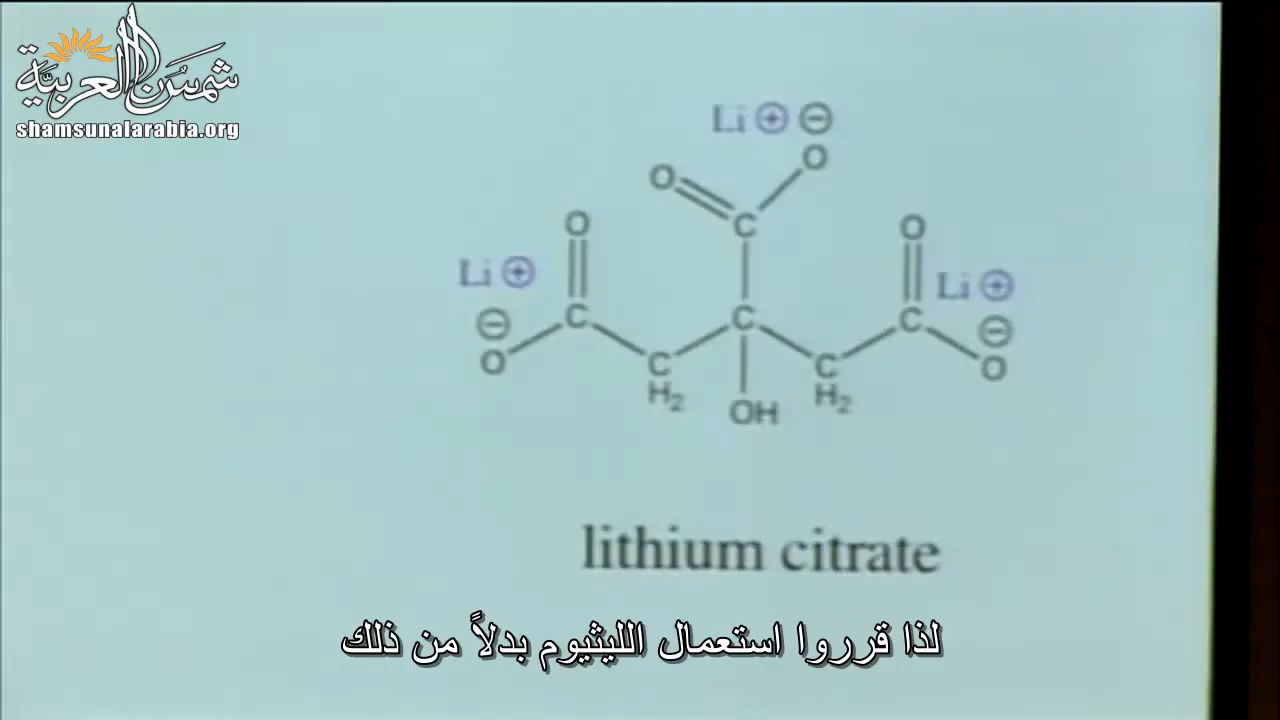 شمس العربية
shamsunalarabia.org
Li ⊕ ⊖
O O
C
O O
Li ⊕ Li ⊕
C C C
⊖ ⊖
O C C O
H2 H2
OH
lithium citrate
لذا قرروا استعمال الليثيوم بدلاً من ذلك